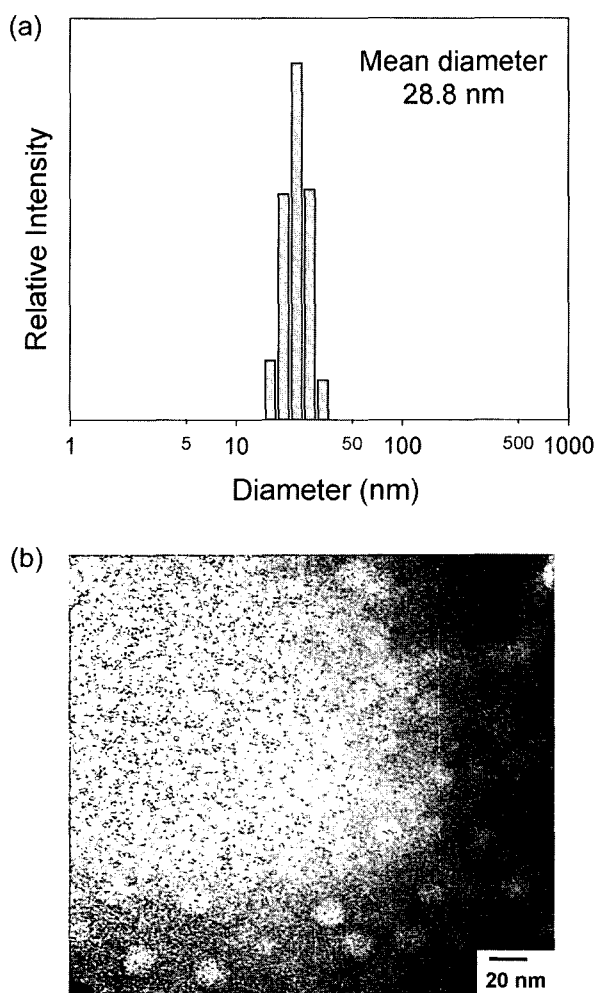 (a)
Mean diameter
28.8 nm
Relative Intensity
1 5 10 50 100 500 1000
Diameter (nm)
(b)
20 nm